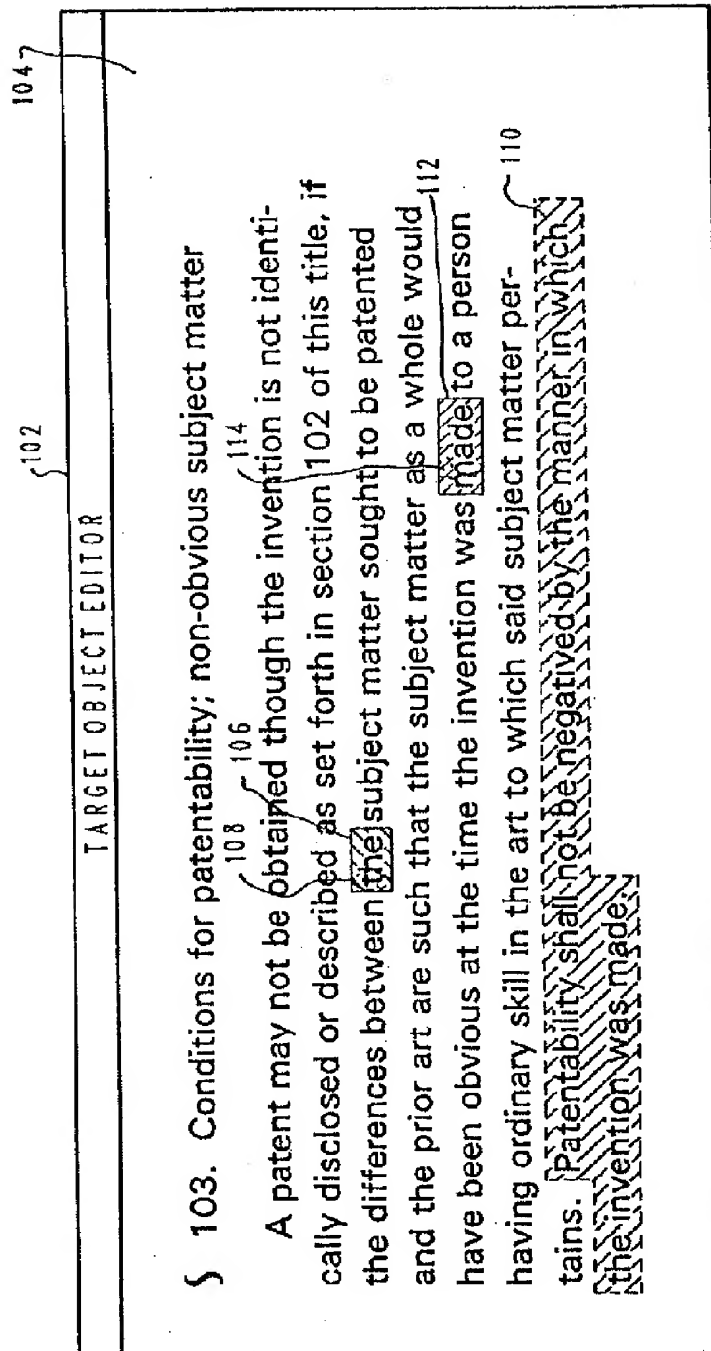 102
104
TARGET OBJECT EDITOR
§ 103. Conditions for patentability; non-obvious subject matter
114
A patent may not be obtained though the invention is not identi-
108 106
cally disclosed or described as set forth in section 102 of this title, if
the differences between the subject matter sought to be patented
and the prior art are such that the subject matter as a whole would
112
have been obvious at the time the invention was made to a person
having ordinary skill in the art to which said subject matter per-
110
tains. Patentability shall not be negatived by the manner in which
the invention was made.